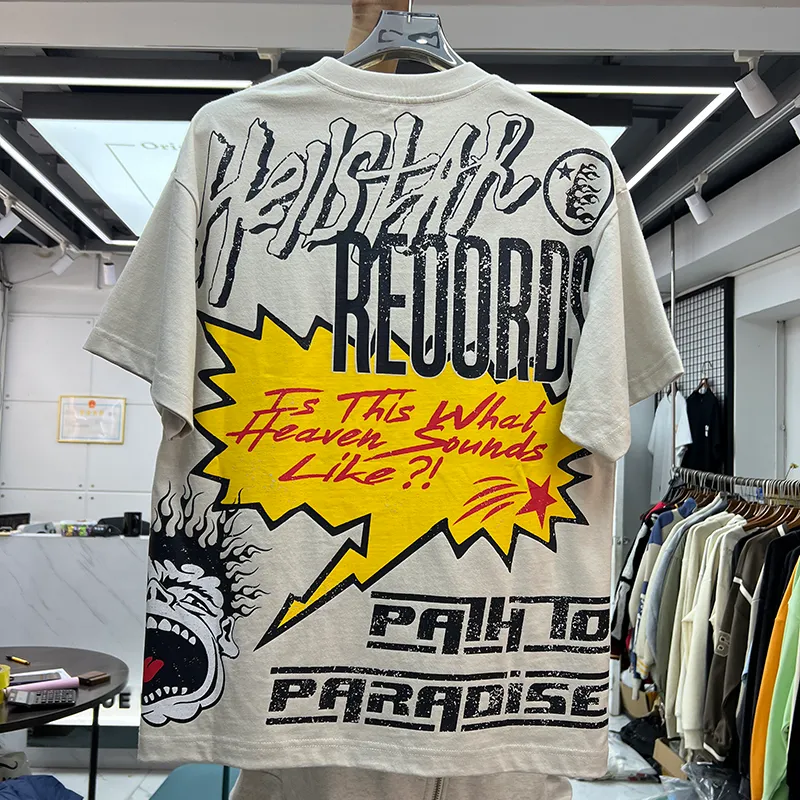 HellstAR
REOORDS
Is This What
Heaven Sounds
Like?!
PATH TO
PARADISE